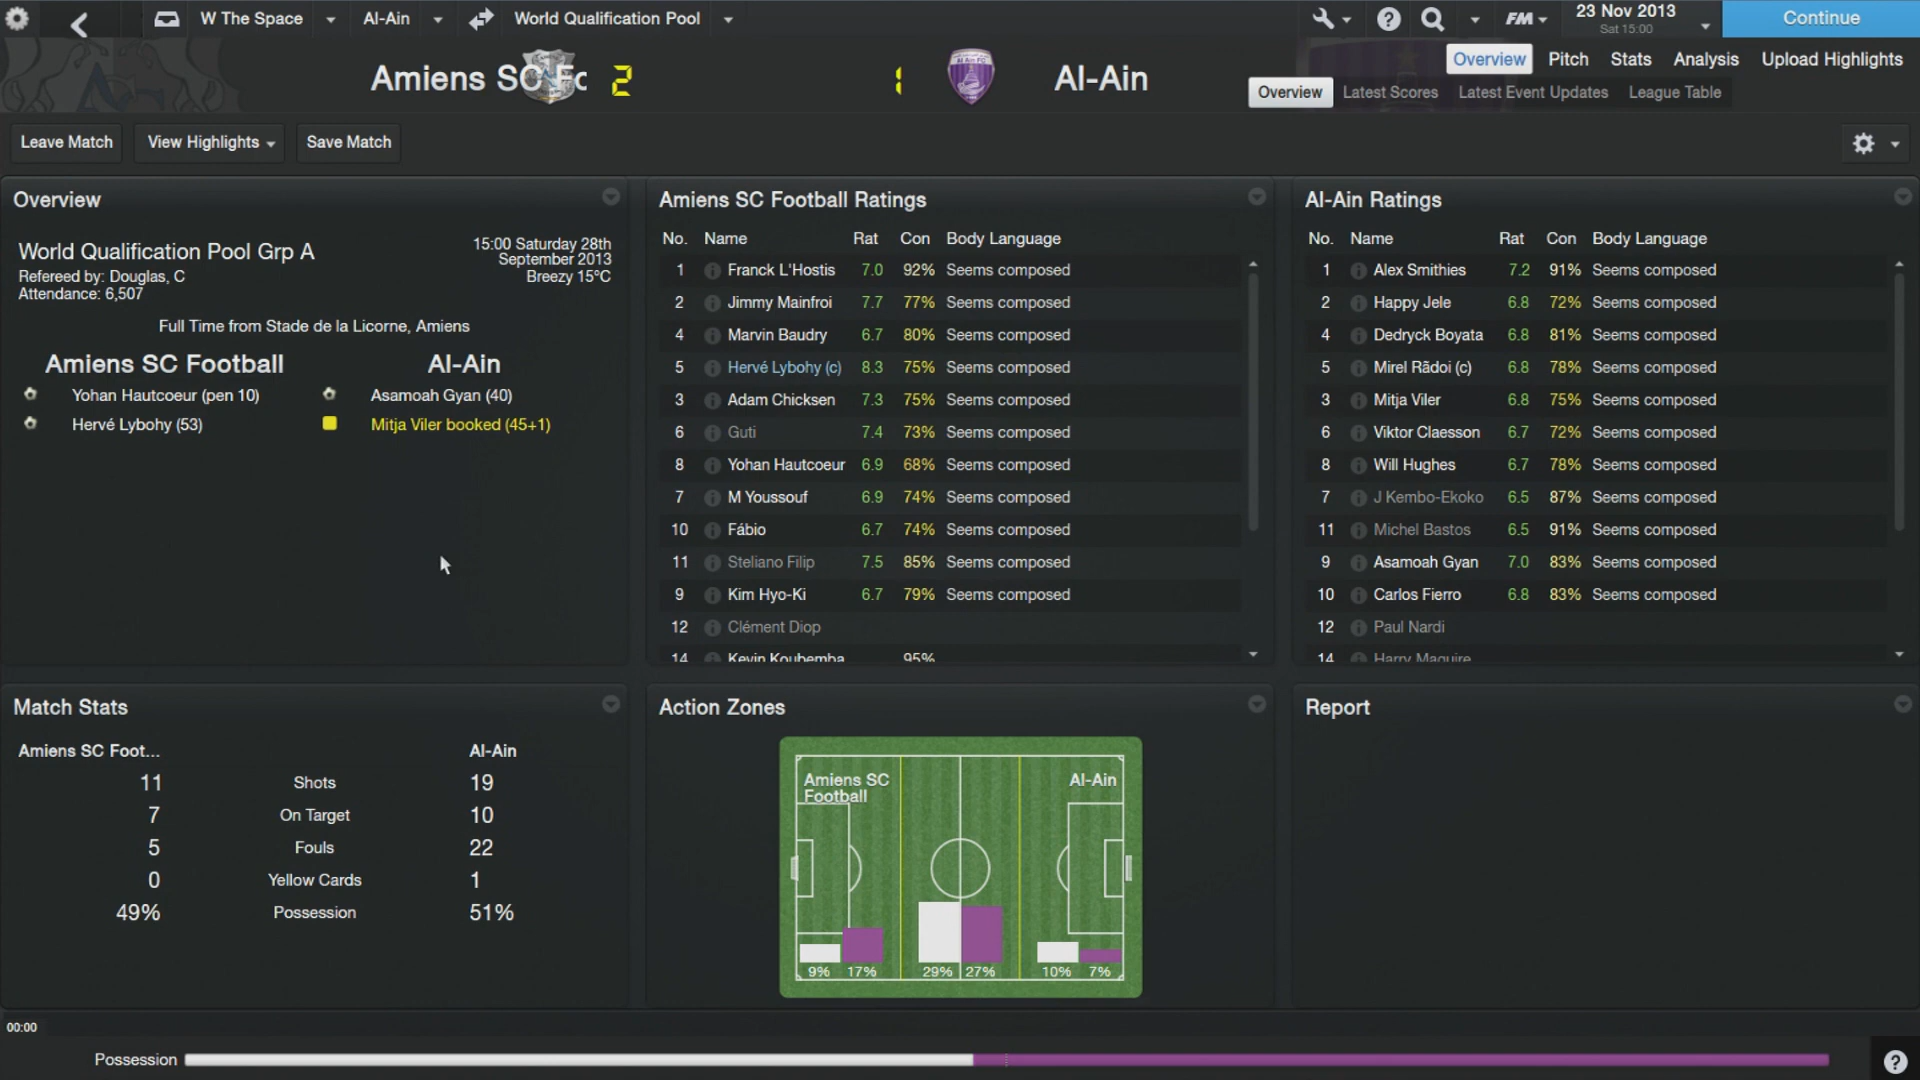 W The Space
Al-Ain
World Qualification Pool
FM
23 Nov 2013
Sat 15:00
Continue
Amiens SC Fo
2
1
Al Ain FC
Al-Ain
Overview Pitch Stats Analysis Upload Highlights
Overview Latest Scores Latest Event Updates League Table
Leave Match View Highlights Save Match
Overview
World Qualification Pool Grp A
15:00 Saturday 28th
September 2013
Refereed by: Douglas, C
Breezy 15°C
Attendance: 6,507
Full Time from Stade de la Licorne, Amiens
Amiens SC Football Al-Ain
Yohan Hautcoeur (pen 10) Asamoah Gyan (40)
Hervé Lybohy (53) Mitja Viler booked (45+1)
Amiens SC Football Ratings
No. Name Rat Con Body Language
1 Franck L'Hostis 7.0 92% Seems composed
2 Jimmy Mainfroi 7.7 77% Seems composed
4 Marvin Baudry 6.7 80% Seems composed
5 Hervé Lybohy (c) 8.3 75% Seems composed
3 Adam Chicksen 7.3 75% Seems composed
6 Guti 7.4 73% Seems composed
8 Yohan Hautcoeur 6.9 68% Seems composed
7 M Youssouf 6.9 74% Seems composed
10 Fábio 6.7 74% Seems composed
11 Steliano Filip 7.5 85% Seems composed
9 Kim Hyo-Ki 6.7 79% Seems composed
12 Clément Diop
14 Kevin Koubemba 95%
Al-Ain Ratings
No. Name Rat Con Body Language
1 Alex Smithies 7.2 91% Seems composed
2 Happy Jele 6.8 72% Seems composed
4 Dedryck Boyata 6.8 81% Seems composed
5 Mirel Rădoi (c) 6.8 78% Seems composed
3 Mitja Viler 6.8 75% Seems composed
6 Viktor Claesson 6.7 72% Seems composed
8 Will Hughes 6.7 78% Seems composed
7 J Kembo-Ekoko 6.5 87% Seems composed
11 Michel Bastos 6.5 91% Seems composed
9 Asamoah Gyan 7.0 83% Seems composed
10 Carlos Fierro 6.8 83% Seems composed
12 Paul Nardi
14 Harry Maguire
Match Stats
Amiens SC Foot... Al-Ain
11 Shots 19
7 On Target 10
5 Fouls 22
0 Yellow Cards 1
49% Possession 51%
Action Zones
Amiens SC
Football
Al-Ain
9% 17% 29% 27% 10% 7%
Report
00:00
Possession